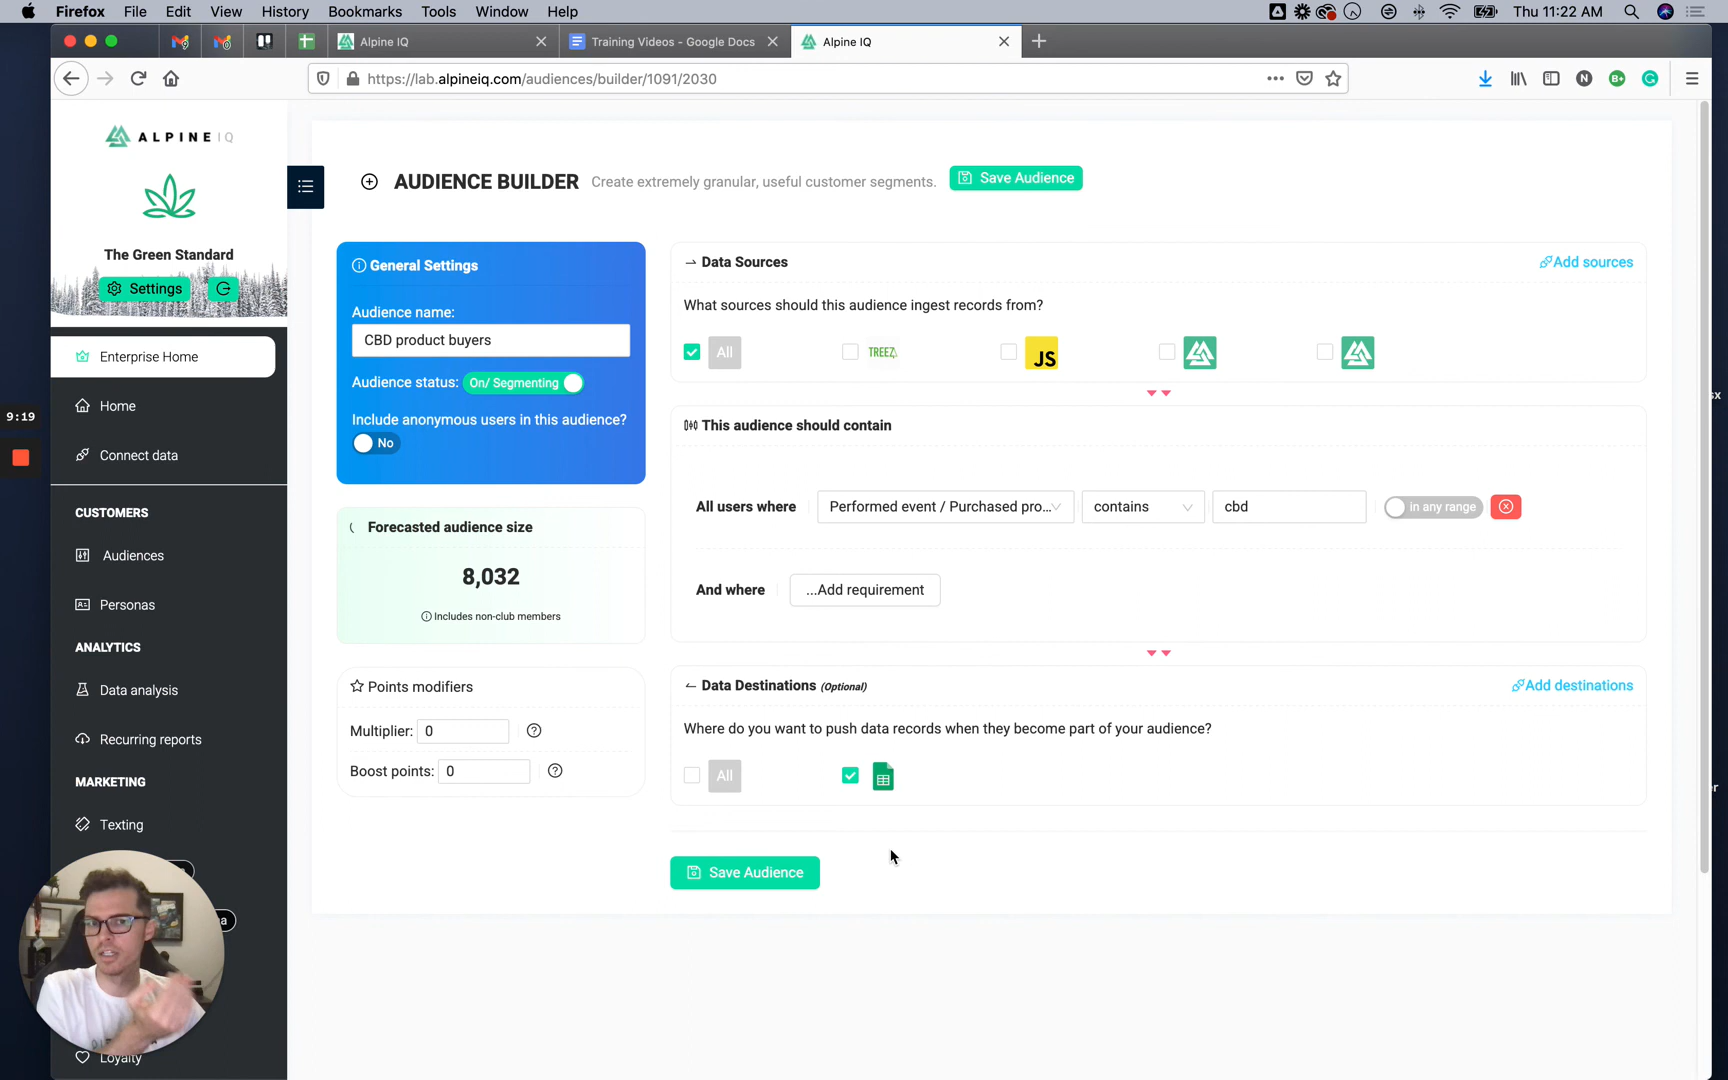 Firefox File Edit View History Bookmarks Tools Window Help Thu 11:22 AM
Alpine IQ Training Videos - Google Docs Alpine IQ
https://lab.alpineiq.com/audiences/builder/1091/2030
ALPINE IQ
The Green Standard
Settings
Enterprise Home
Home
9:19
Connect data
CUSTOMERS
Audiences
Personas
ANALYTICS
Data analysis
Recurring reports
MARKETING
Texting
Loyalty
AUDIENCE BUILDER Create extremely granular, useful customer segments. Save Audience
General Settings
Audience name:
CBD product buyers
Audience status: On/ Segmenting
Include anonymous users in this audience?
No
Forecasted audience size
8,032
Includes non-club members
Points modifiers
Multiplier: 0
Boost points: 0
Data Sources Add sources
What sources should this audience ingest records from?
All TREEZ JS
This audience should contain
All users where Performed event / Purchased pro... contains cbd in any range
And where ...Add requirement
Data Destinations (Optional) Add destinations
Where do you want to push data records when they become part of your audience?
All
Save Audience